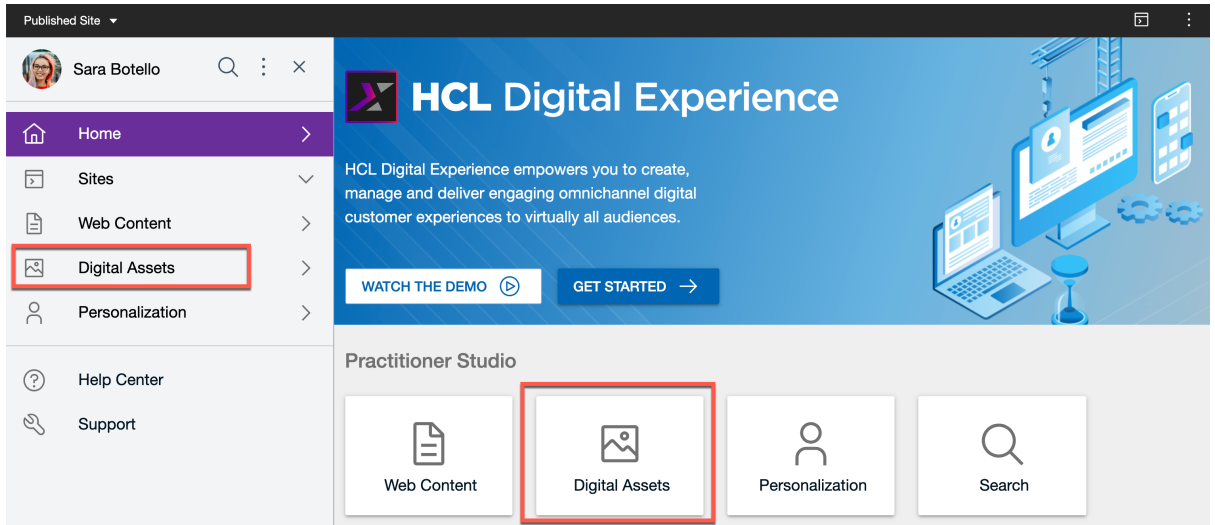 Published Site
Sara Botello
Home
Sites
Web Content
Digital Assets
Personalization
Help Center
Support
HCL Digital Experience
HCL Digital Experience empowers you to create,
manage and deliver engaging omnichannel digital
customer experiences to virtually all audiences.
WATCH THE DEMO
GET STARTED
Practitioner Studio
Web Content
Digital Assets
Personalization
Search